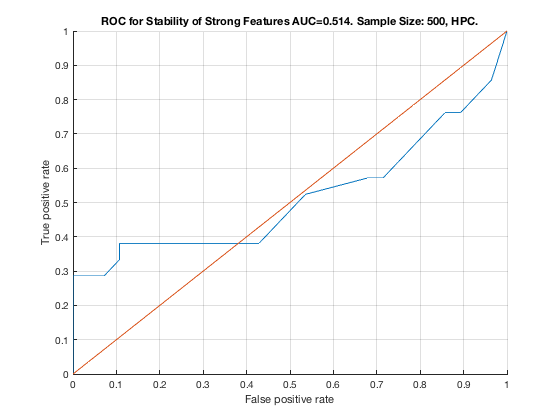 ROC for Stability of Strong Features AUC=0.514. Sample Size: 500, HPC.
1
0.9
0.8
0.7
0.6
0.5
0.4
0.3
0.2
0.1
0
True positive rate
0 0.1 0.2 0.3 0.4 0.5 0.6 0.7 0.8 0.9 1
False positive rate